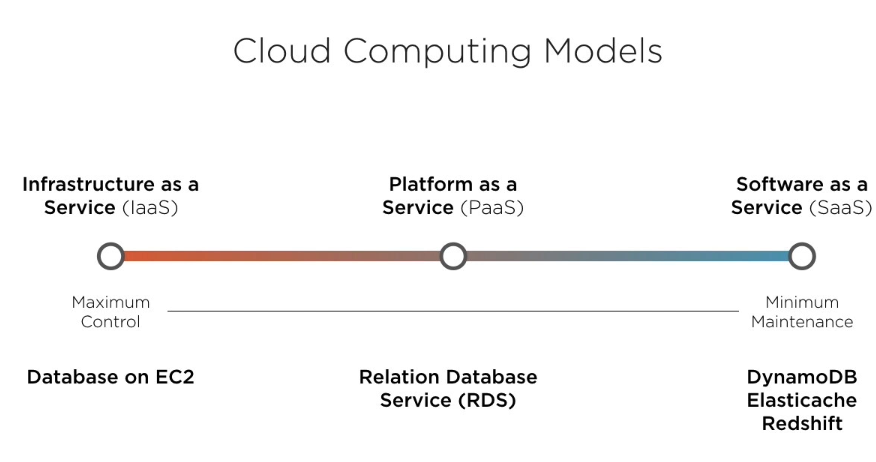 Cloud Computing Models
Infrastructure as a
Service (IaaS)
Platform as a
Service (PaaS)
Software as a
Service (SaaS)
Maximum
Control
Minimum
Maintenance
Database on EC2
Relation Database
Service (RDS)
DynamoDB
Elasticache
Redshift